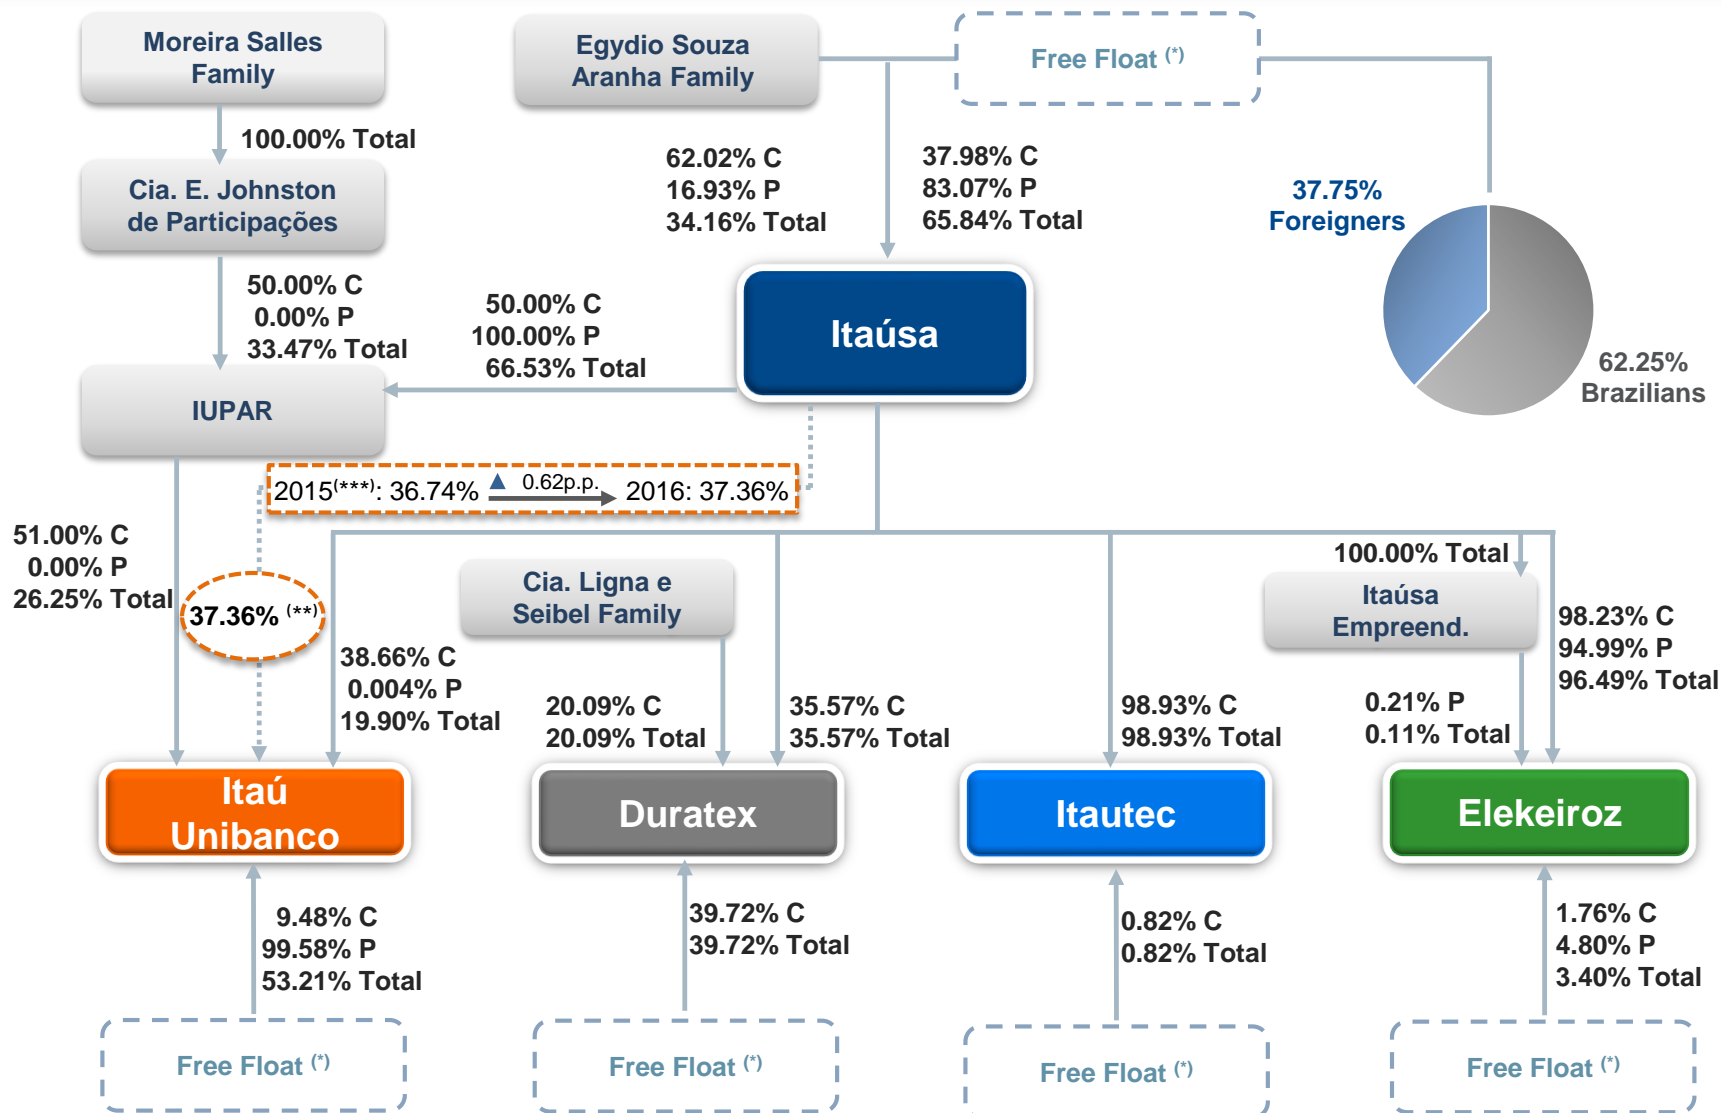 Moreira Salles
Family
Egydio Souza
Aranha Family
Free Float (*)
100.00% Total
Cia. E. Johnston
de Participações
62.02% C
16.93% P
34.16% Total
37.98% C
83.07% P
65.84% Total
37.75%
Foreigners
62.25%
Brazilians
50.00% C
0.00% P
33.47% Total
50.00% C
100.00% P
66.53% Total
Itaúsa
IUPAR
2015(***): 36.74% ▲ 0.62p.p. 2016: 37.36%
51.00% C
0.00% P
26.25% Total
37.36% (**)
38.66% C
0.004% P
19.90% Total
Cia. Ligna e
Seibel Family
20.09% C
20.09% Total
35.57% C
35.57% Total
98.93% C
98.93% Total
100.00% Total
Itaúsa
Empreend.
0.21% P
0.11% Total
98.23% C
94.99% P
96.49% Total
Itaú
Unibanco
Duratex
Itautec
Elekeiroz
9.48% C
99.58% P
53.21% Total
39.72% C
39.72% Total
0.82% C
0.82% Total
1.76% C
4.80% P
3.40% Total
Free Float (*)
Free Float (*)
Free Float (*)
Free Float (*)